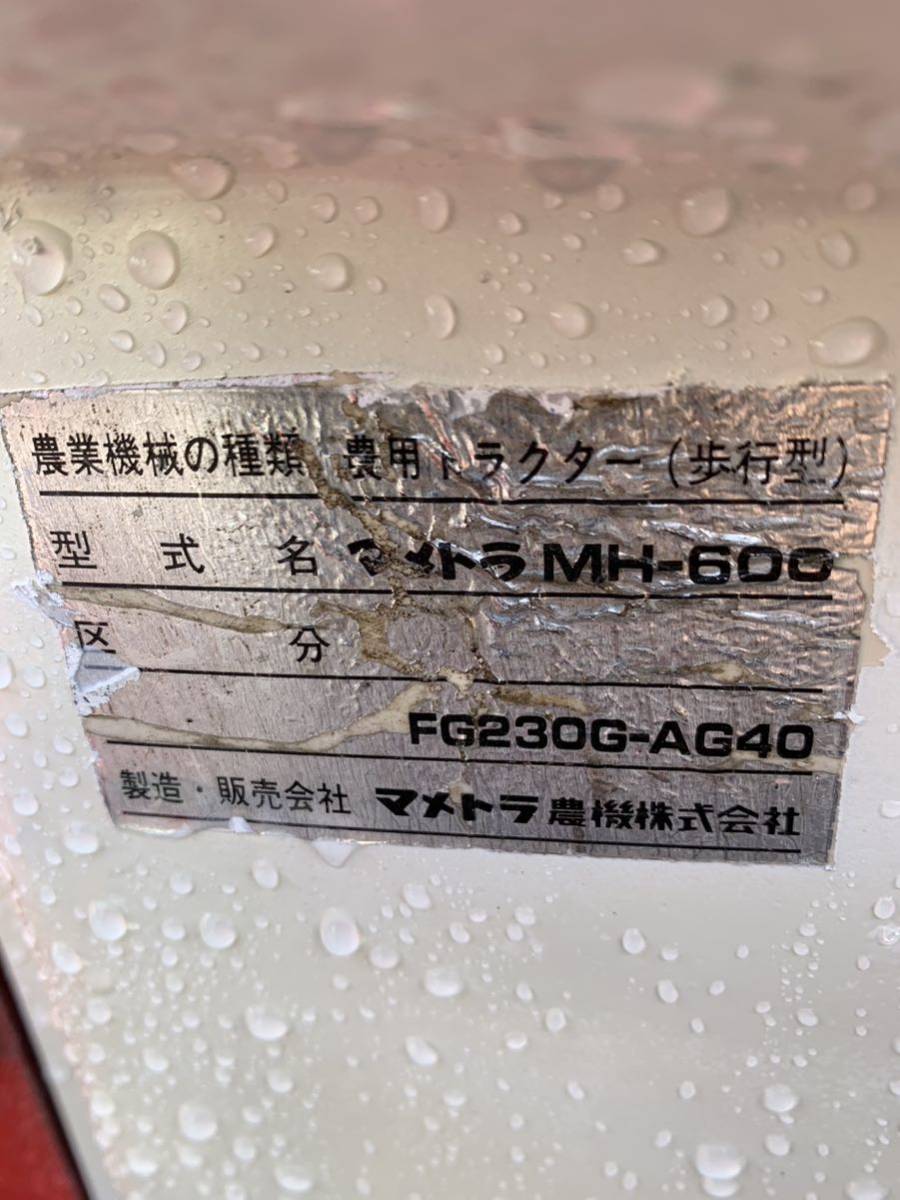 農業機械の種類 農用トラクター(歩行型)
型式名 マメトラ MH-600
区分
FG230G-AG40
製造・販売会社 マメトラ農機株式会社